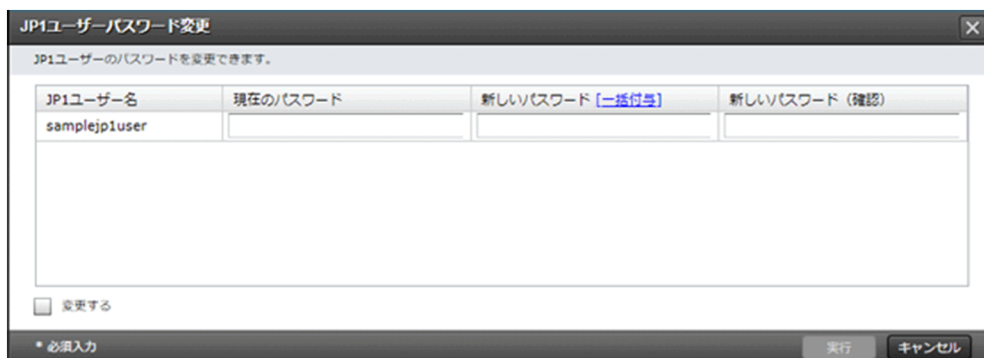 JP1ユーザーパスワード変更
JP1ユーザーのパスワードを変更できます。
JP1ユーザー名 現在のパスワード 新しいパスワード [一括付与] 新しいパスワード（確認）
samplejp1user
変更する
* 必須入力 実行 キャンセル